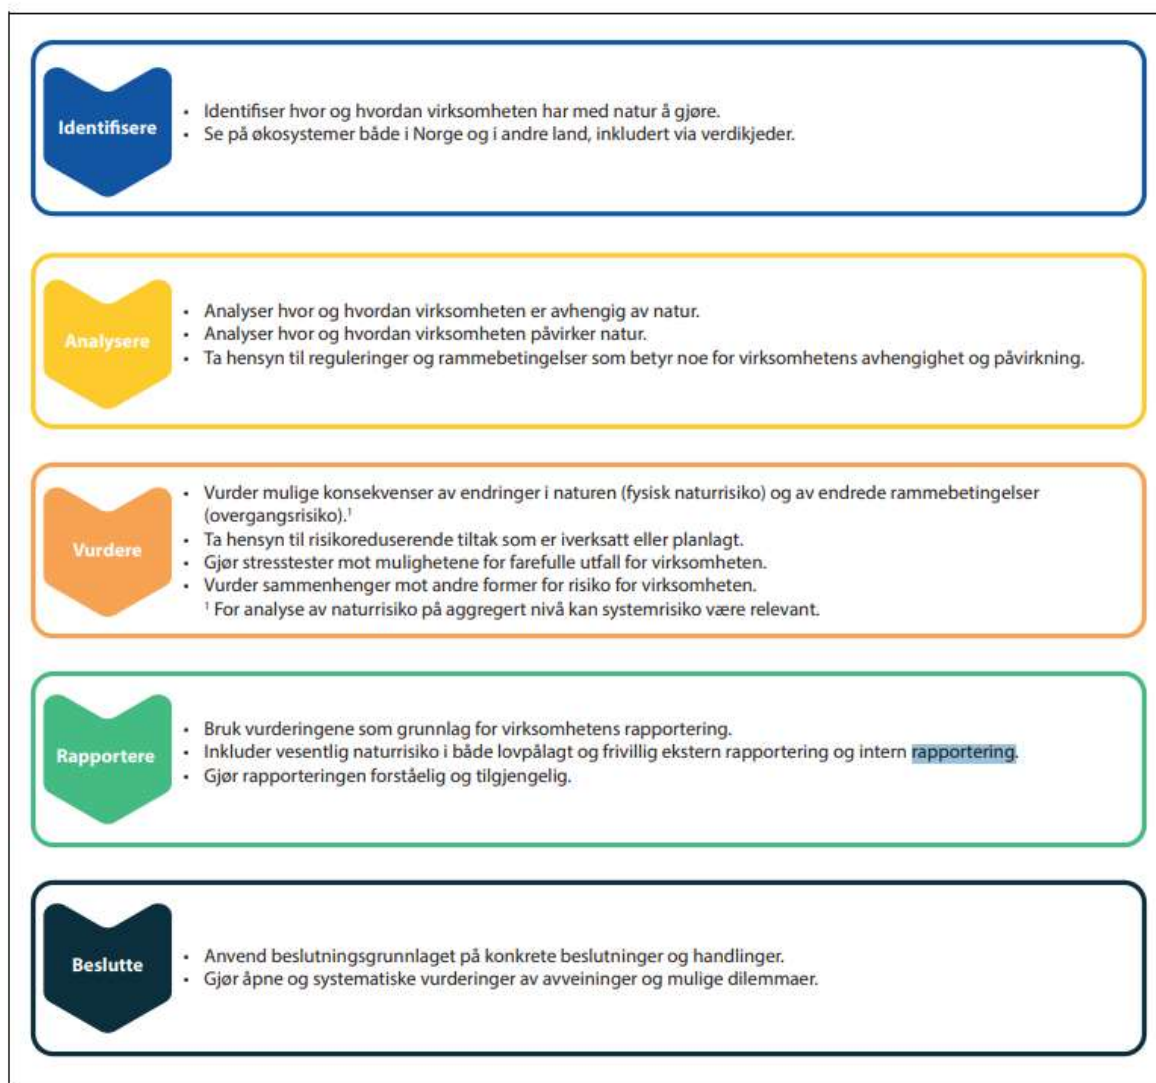 Identifisere
• Identifiser hvor og hvordan virksomheten har med natur å gjøre.
• Se på økosystemer både i Norge og i andre land, inkludert via verdikjeder.
Analysere
• Analyser hvor og hvordan virksomheten er avhengig av natur.
• Analyser hvor og hvordan virksomheten påvirker natur.
• Ta hensyn til reguleringer og rammebetingelser som betyr noe for virksomhetens avhengighet og påvirkning.
Vurdere
• Vurder mulige konsekvenser av endringer i naturen (fysisk naturrisiko) og av endrede rammebetingelser
(overgangsrisiko).¹
• Ta hensyn til risikoreduserende tiltak som er iverksatt eller planlagt.
• Gjør stresstester mot mulighetene for farefulle utfall for virksomheten.
• Vurder sammenhenger mot andre former for risiko for virksomheten.
¹ For analyse av naturrisiko på aggregert nivå kan systemrisiko være relevant.
Rapportere
• Bruk vurderingene som grunnlag for virksomhetens rapportering.
• Inkluder vesentlig naturrisiko i både lovpålagt og frivillig ekstern rapportering og intern rapportering.
• Gjør rapporteringen forståelig og tilgjengelig.
Beslutte
• Anvend beslutningsgrunnlaget på konkrete beslutninger og handlinger.
• Gjør åpne og systematiske vurderinger av avveininger og mulige dilemmaer.